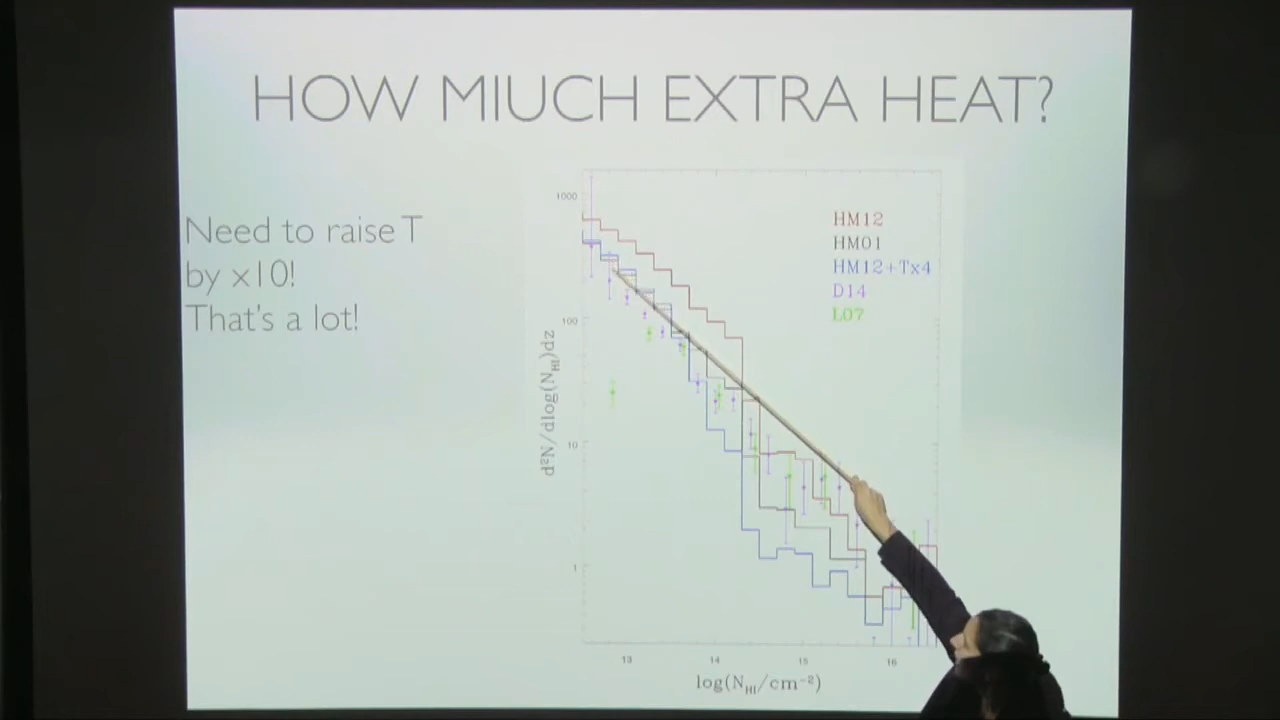 HOW MIUCH EXTRA HEAT?
Need to raise T
by x10!
That's a lot!
1000
100
10
1
d²N/dlog(N_HI)dz
HM12
HM01
HM12+Tx4
D14
L07
13
14
15
16
log(N_HI/cm⁻²)